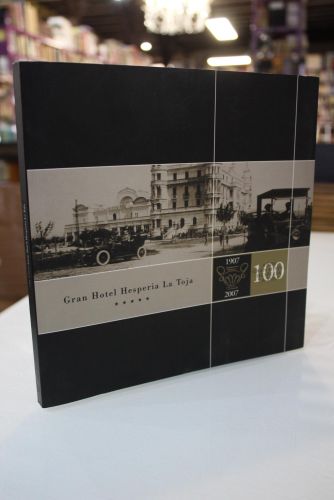 Gran Hotel Hesperia La Toja
★★★★★
1907
2007
100